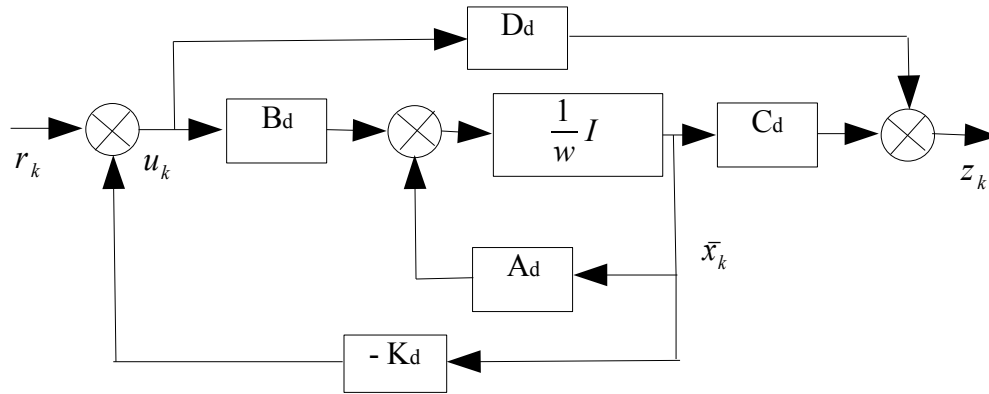 Dd
Bd
1/w I
Cd
r_k
u_k
z_k
Ad
x̄_k
- Kd